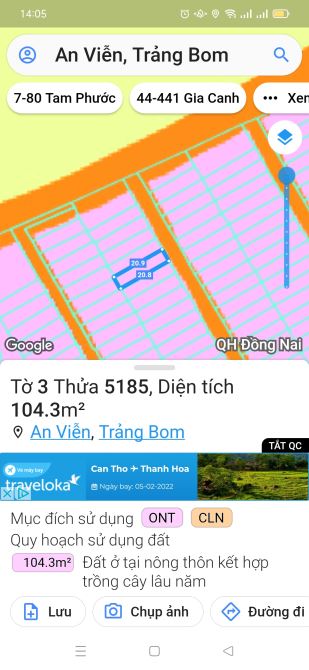 14:05
An Viễn, Trảng Bom
7-80 Tam Phước
44-441 Gia Canh
••• Xen
20.9
20.8
Google
QH Đồng Nai
Tờ 3 Thửa 5185, Diện tích
104.3m²
An Viễn, Trảng Bom
TẮT QC
Vé máy bay
traveloka
Can Tho ✈ Thanh Hoa
Ngày bay: 05-02-2022
Mục đích sử dụng ONT CLN
Quy hoạch sử dụng đất
104.3m² Đất ở tại nông thôn kết hợp
trồng cây lâu năm
Lưu
Chụp ảnh
Đường đi